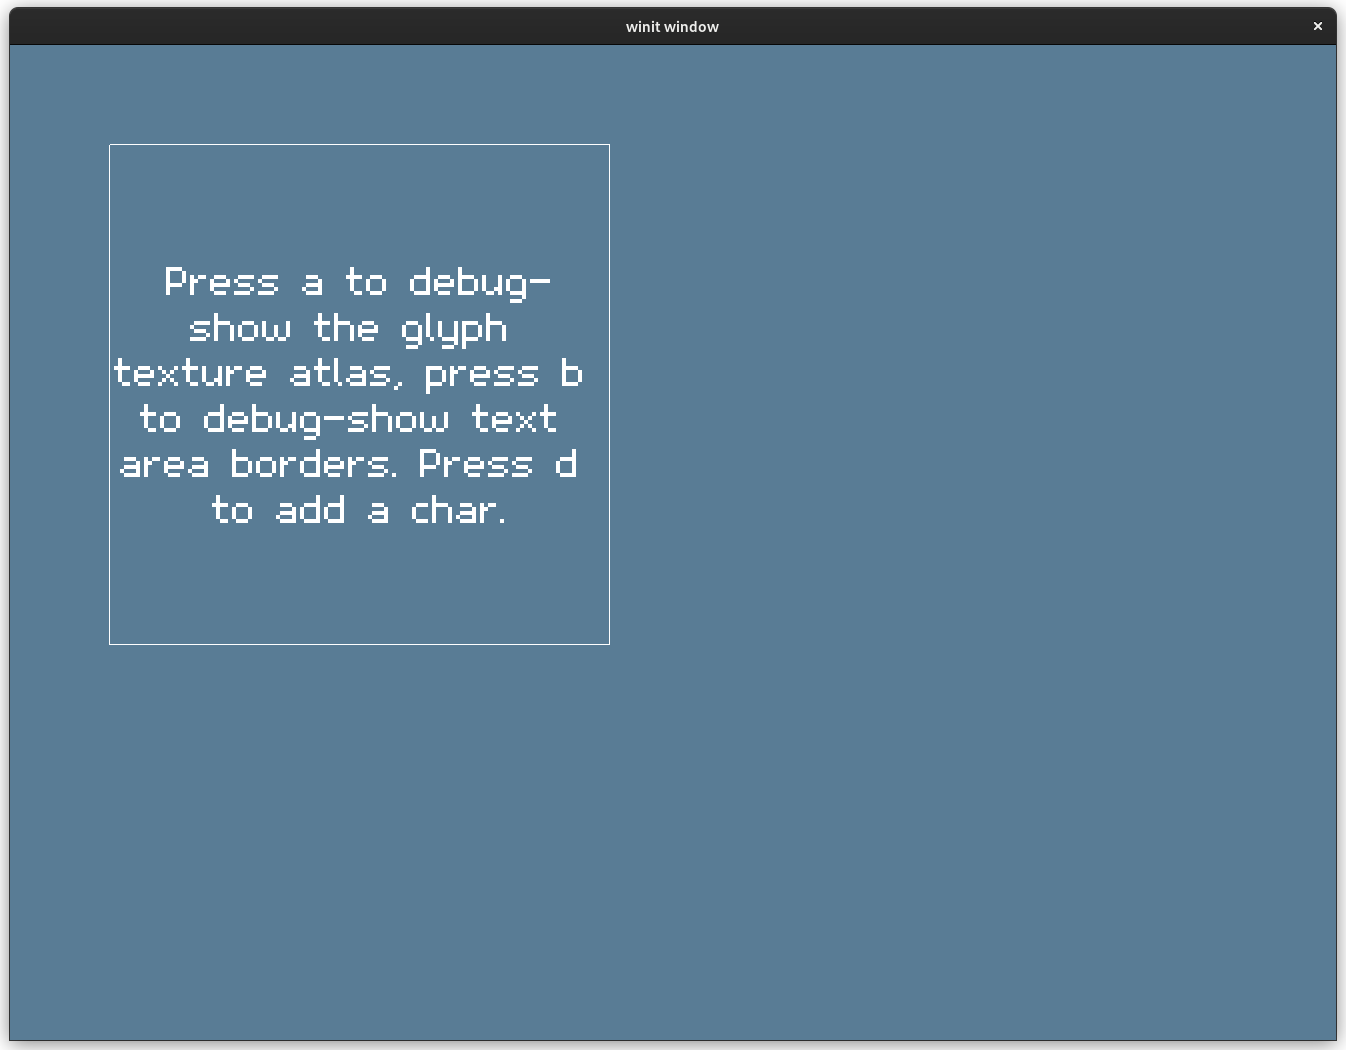 winit window
Press a to debug-
show the glyph
texture atlas, press b
to debug-show text
area borders. Press d
to add a char.